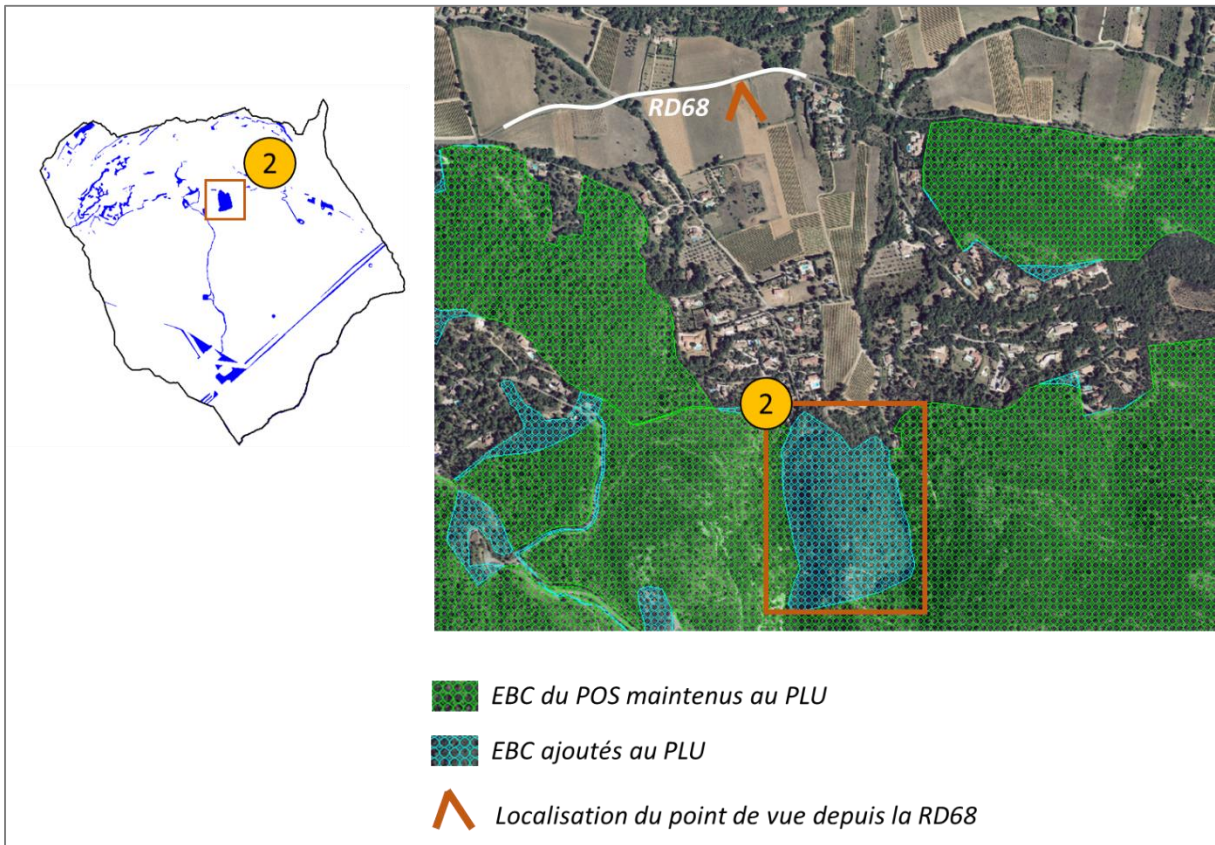 2
RD68
2
EBC du POS maintenus au PLU
EBC ajoutés au PLU
Localisation du point de vue depuis la RD68